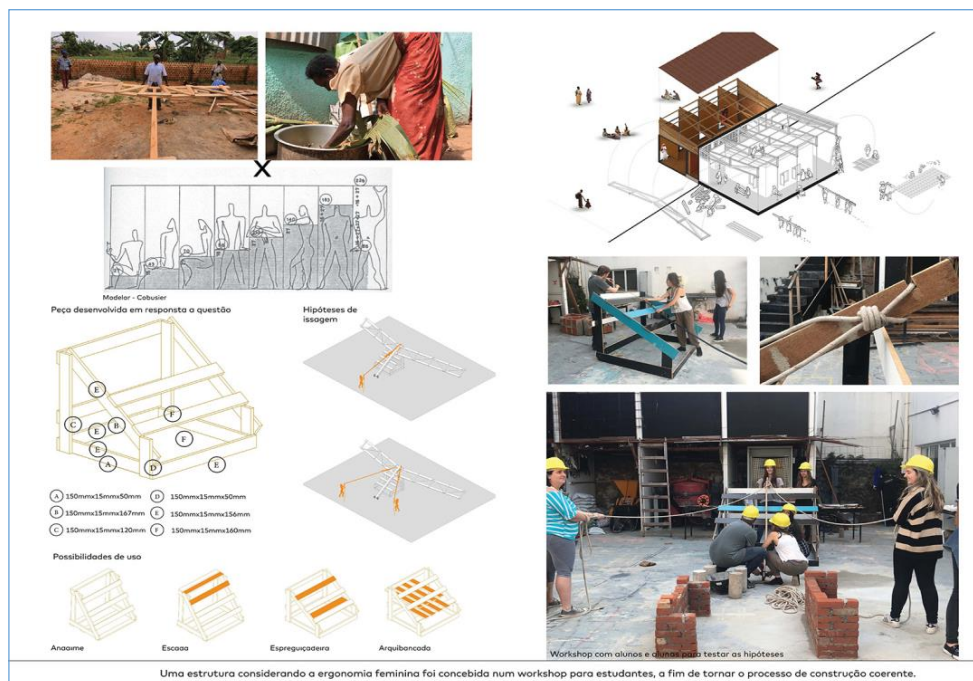 X
Modelor - Cobusier
Peça desenvolvida em responsta a questão
Hipóteses de
issagem
E
C
E
B
F
E
F
A
D
E
A 150mmx15mmx50mm
D 150mmx15mmx50mm
B 150mmx15mmx167mm
E 150mmx15mmx156mm
C 150mmx15mmx120mm
F 150mmx15mmx160mm
Possibilidades de uso
Anaaime
Escaaa
Espreguiçadeira
Arquibancada
Workshop com alunos e alunas para testar as hipóteses
Uma estrutura considerando a ergonomia feminina foi concebida num workshop para estudantes, a fim de tornar o processo de construção coerente.